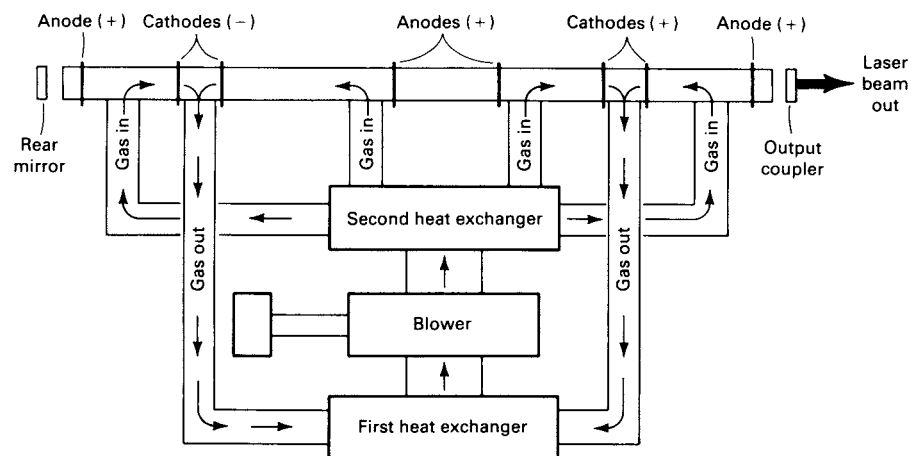 Anode (+)
Cathodes (−)
Anodes (+)
Cathodes (+)
Anode (+)
Laser
beam
out
Rear
mirror
Gas in
Gas in
Gas in
Gas in
Output
coupler
Second heat exchanger
Gas out
Gas out
Blower
First heat exchanger